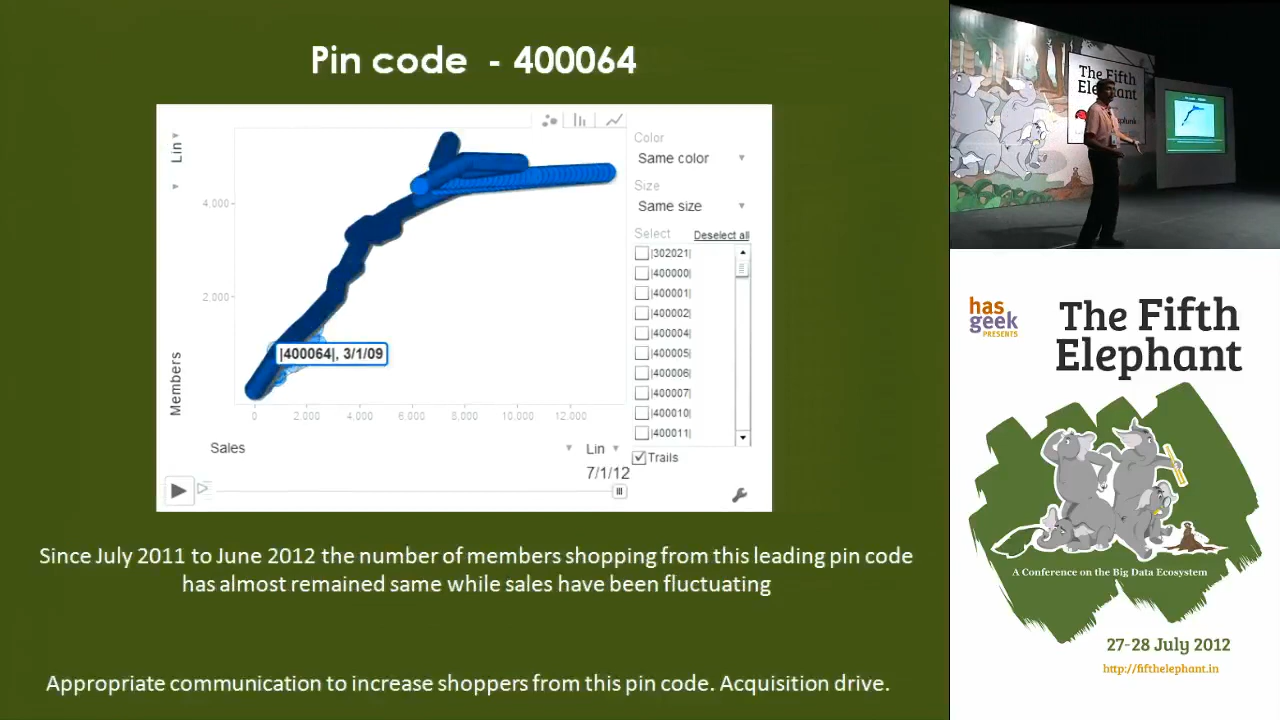 Pin code - 400064
Lin
Members
4,000
2,000
|400064|, 3/1/09
0 2,000 4,000 6,000 8,000 10,000 12,000
Sales
Lin
7/1/12
Color
Same color
Size
Same size
Select Deselect all
|302021|
|400000|
|400001|
|400002|
|400004|
|400005|
|400006|
|400007|
|400010|
|400011|
Trails
Since July 2011 to June 2012 the number of members shopping from this leading pin code
has almost remained same while sales have been fluctuating
Appropriate communication to increase shoppers from this pin code. Acquisition drive.
The Fifth
has
geek
PRESENTS
The Fifth
Elephant
A Conference on the Big Data Ecosystem
27-28 July 2012
http://fifthelephant.in